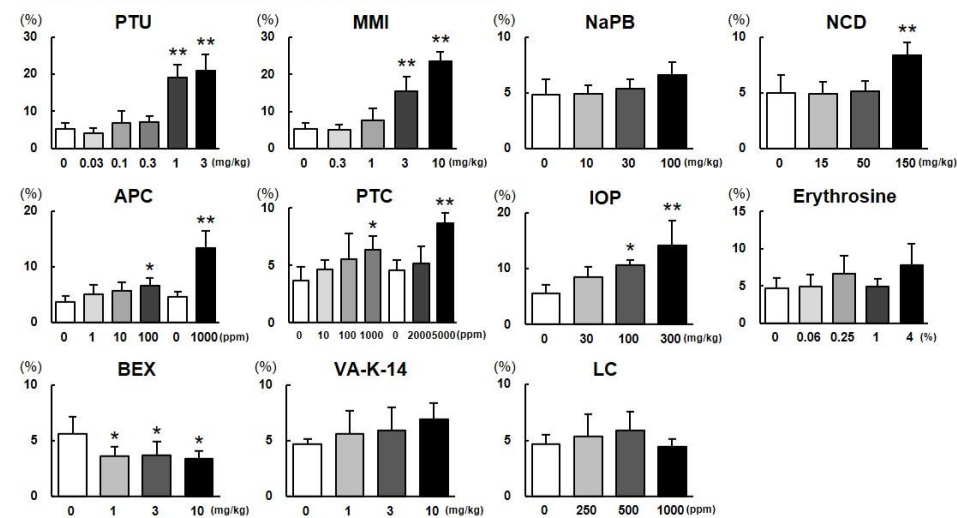 (%) PTU (%) MMI (%) NaPB (%) NCD
30 30 10 10
** ** ** ** **
20 20
5 5
10 10
0 0 0 0
0 0.03 0.1 0.3 1 3 (mg/kg) 0 0.3 1 3 10 (mg/kg) 0 10 30 100 (mg/kg) 0 15 50 150 (mg/kg)
(%) APC (%) PTC (%) IOP (%) Erythrosine
20 10 20 15
** * ** * ** 
10 5 10 10
* 5
0 0 0 0
0 1 10 100 0 1000 (ppm) 0 10 100 1000 0 2000 5000 (ppm) 0 30 100 300 (mg/kg) 0 0.06 0.25 1 4 (%)
(%) BEX (%) VA-K-14 (%) LC
10 10 10
5 * * * 5 5
0 0 0
0 1 3 10 (mg/kg) 0 1 3 10 (mg/kg) 0 250 500 1000 (ppm)